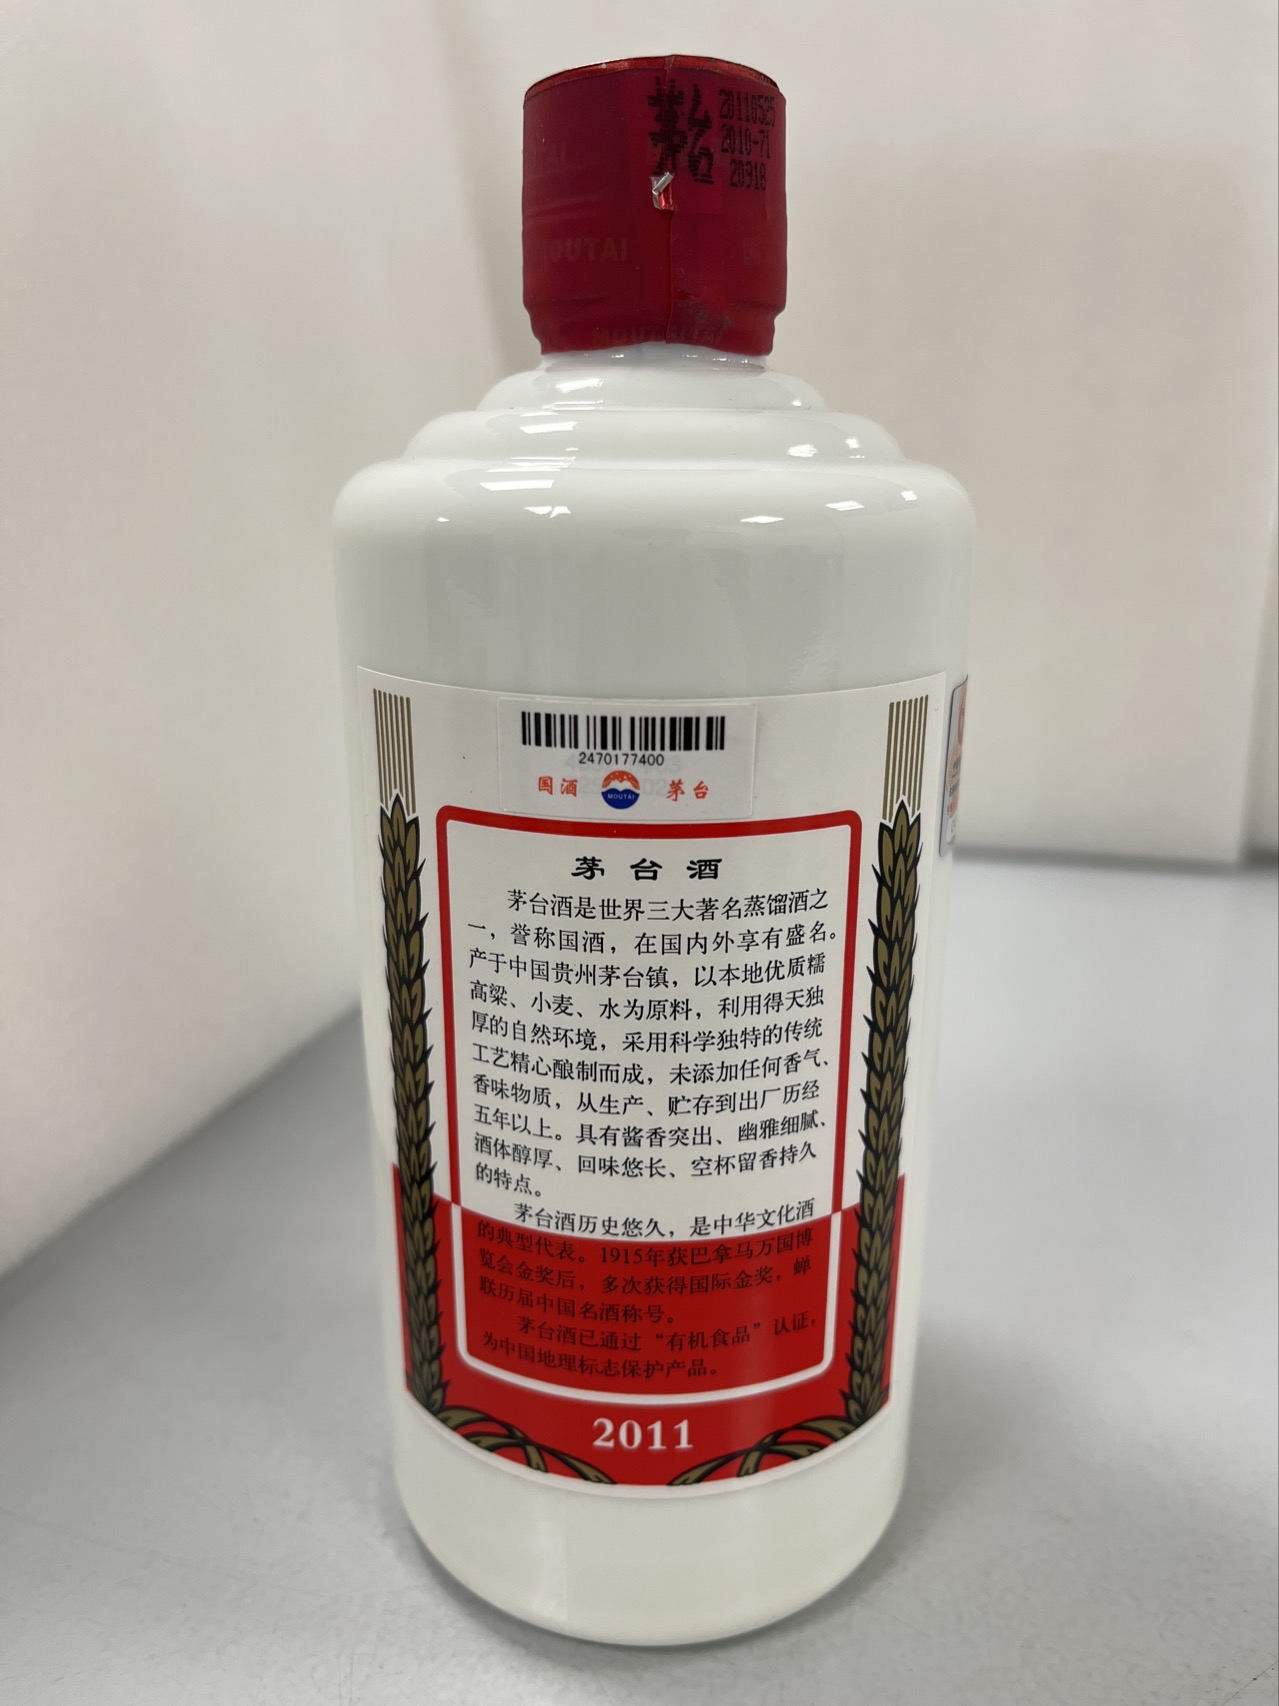 茅台
20110525
2010-71
20918
MOUTAI
2470177400
国酒
MOUTAI
茅台
茅台酒
茅台酒是世界三大著名蒸馏酒之
一，誉称国酒，在国内外享有盛名。
产于中国贵州茅台镇，以本地优质糯
高粱、小麦、水为原料，利用得天独
厚的自然环境，采用科学独特的传统
工艺精心酿制而成，未添加任何香气、
香味物质，从生产、贮存到出厂历经
五年以上。具有酱香突出、幽雅细腻、
酒体醇厚、回味悠长、空杯留香持久
的特点。
茅台酒历史悠久，是中华文化酒
的典型代表。1915年获巴拿马万国博
览会金奖后，多次获得国际金奖，蝉
联历届中国名酒称号。
茅台酒已通过“有机食品”认证，
为中国地理标志保护产品。
2011